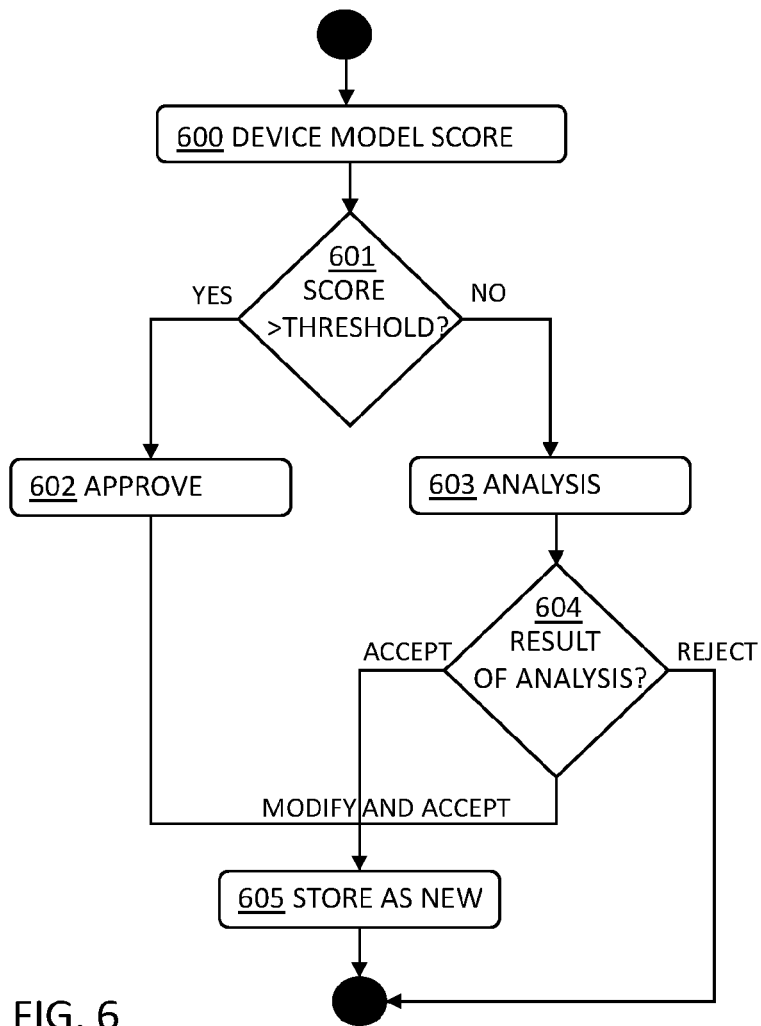 600 DEVICE MODEL SCORE
601
SCORE
>THRESHOLD?
YES
NO
602 APPROVE
603 ANALYSIS
604
RESULT
OF ANALYSIS?
ACCEPT
REJECT
MODIFY AND ACCEPT
605 STORE AS NEW
FIG. 6